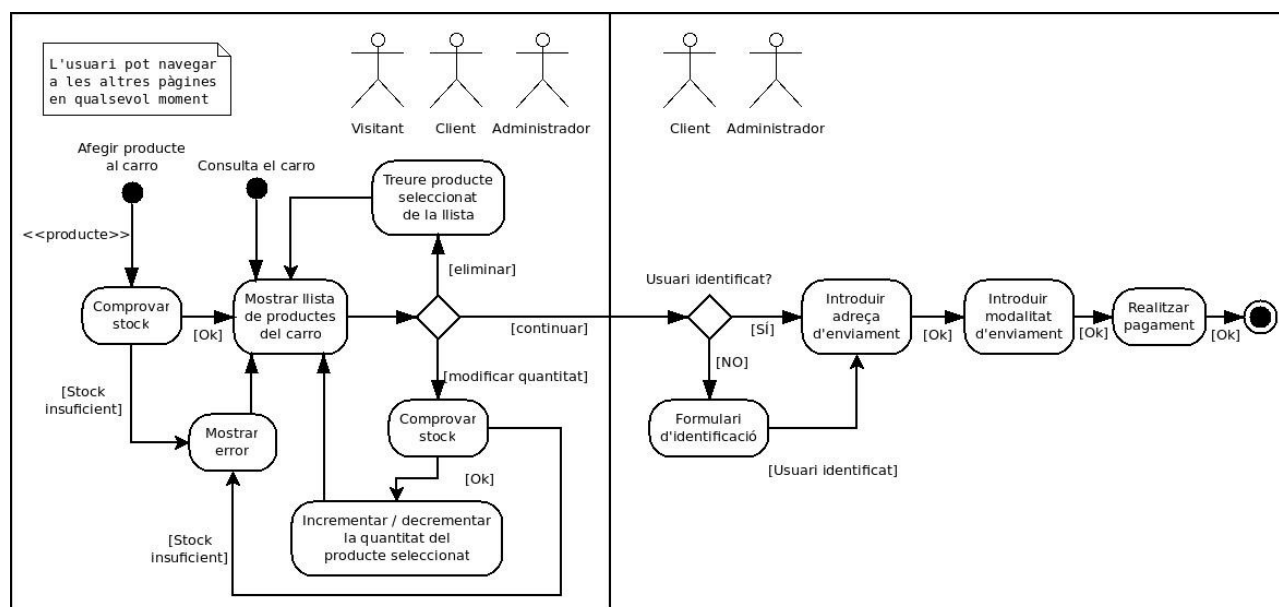 L'usuari pot navegar
a les altres pàgines
en qualsevol moment
Visitant
Client
Administrador
Client
Administrador
Afegir producte
al carro
Consulta el carro
Treure producte
seleccionat
de la llista
<<producte>>
[eliminar]
Usuari identificat?
Comprovar
stock
[Ok]
Mostrar llista
de productes
del carro
[continuar]
[SÍ]
Introduir
adreça
d'enviament
[Ok]
Introduir
modalitat
d'enviament
[Ok]
Realitzar
pagament
[Ok]
[NO]
[modificar quantitat]
[Stock
insuficient]
Mostrar
error
Comprovar
stock
Formulari
d'identificació
[Usuari identificat]
[Ok]
Incrementar / decrementar
la quantitat del
producte seleccionat
[Stock
insuficient]